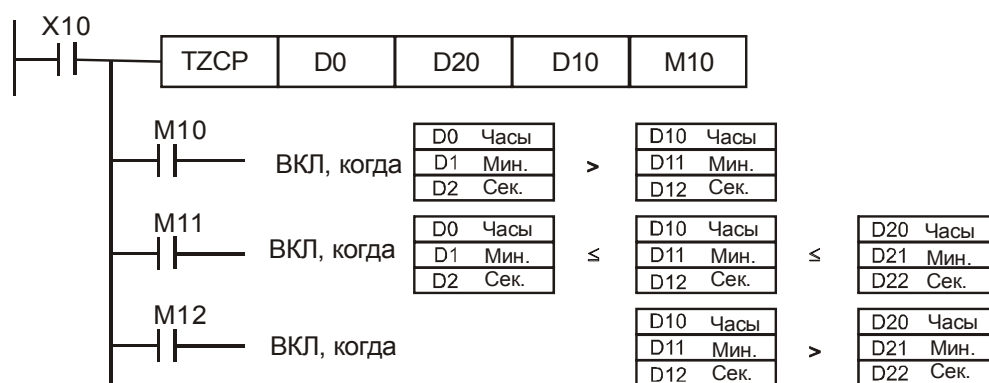 X10
TZCP D0 D20 D10 M10
M10
ВКЛ, когда
D0 Часы
D1 Мин.
D2 Сек.
>
D10 Часы
D11 Мин.
D12 Сек.
M11
ВКЛ, когда
D0 Часы
D1 Мин.
D2 Сек.
≤
D10 Часы
D11 Мин.
D12 Сек.
≤
D20 Часы
D21 Мин.
D22 Сек.
M12
ВКЛ, когда
D10 Часы
D11 Мин.
D12 Сек.
>
D20 Часы
D21 Мин.
D22 Сек.